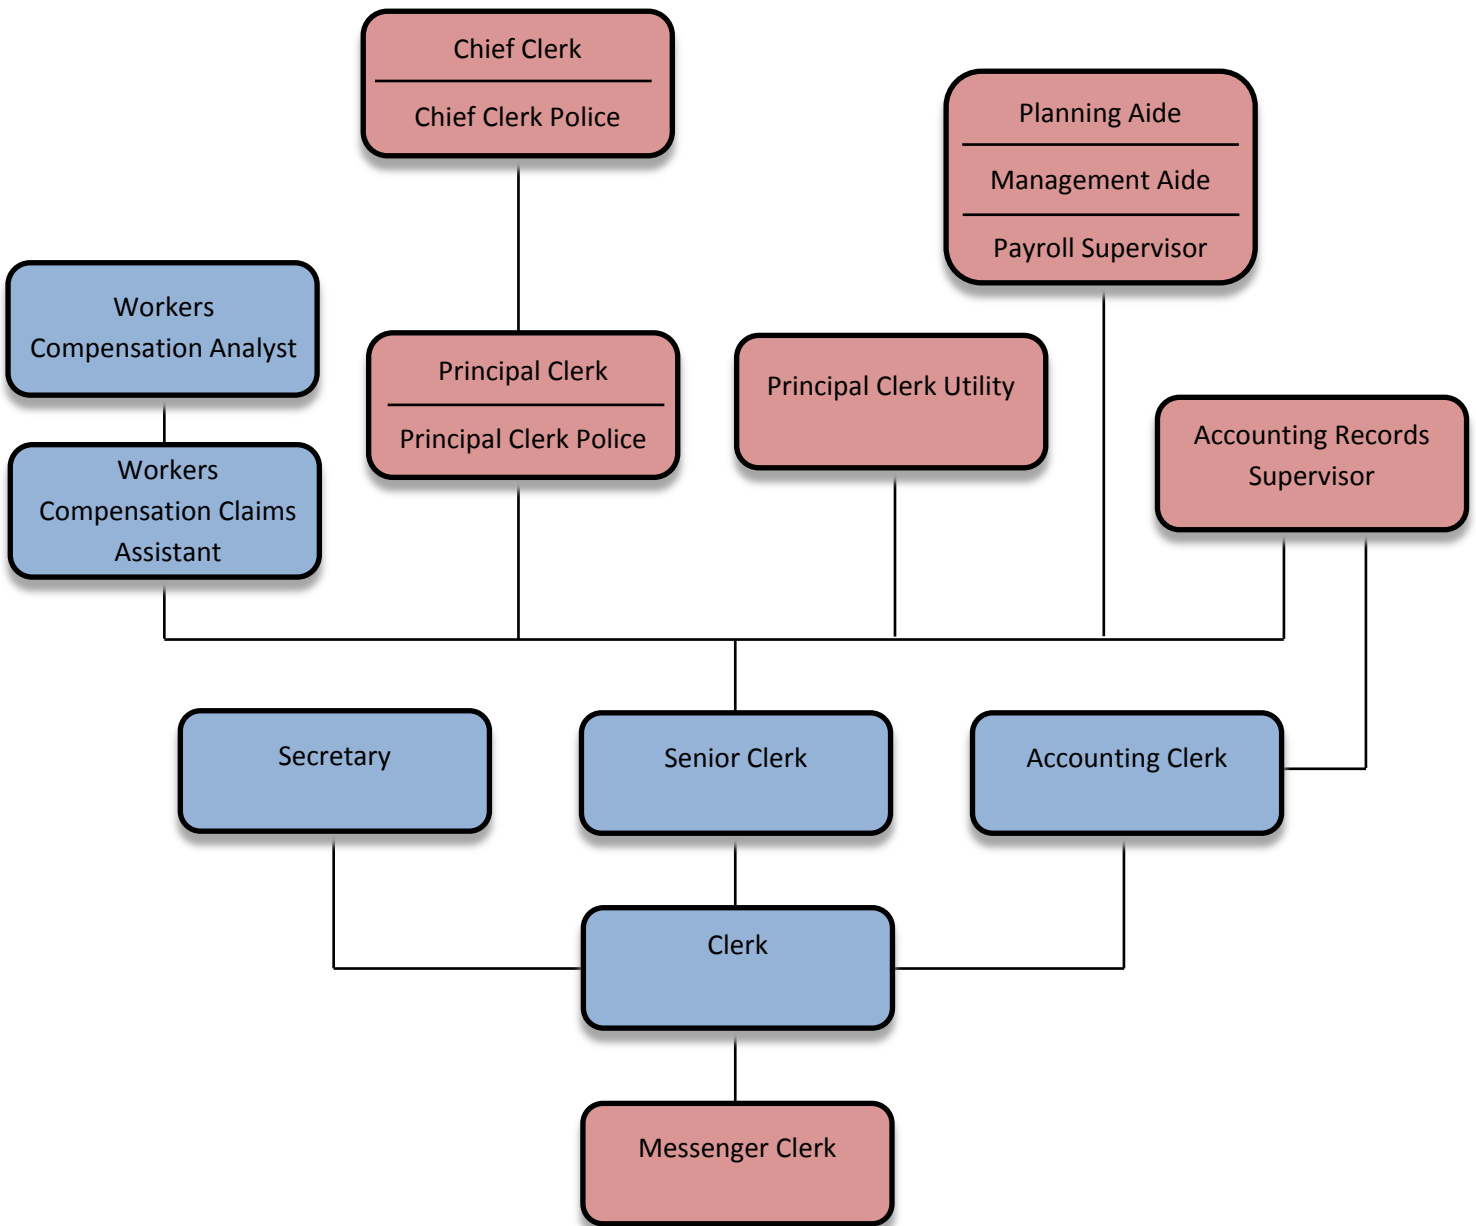 Chief Clerk
Chief Clerk Police
Planning Aide
Management Aide
Payroll Supervisor
Workers
Compensation Analyst
Principal Clerk
Principal Clerk Police
Principal Clerk Utility
Accounting Records
Supervisor
Workers
Compensation Claims
Assistant
Secretary
Senior Clerk
Accounting Clerk
Clerk
Messenger Clerk